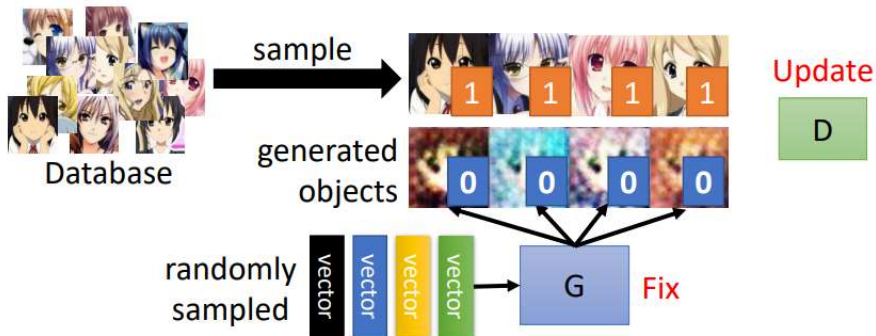 sample
1 1 1 1
Update
D
Database
generated
objects
0 0 0 0
randomly
sampled
vector vector vector vector
G
Fix